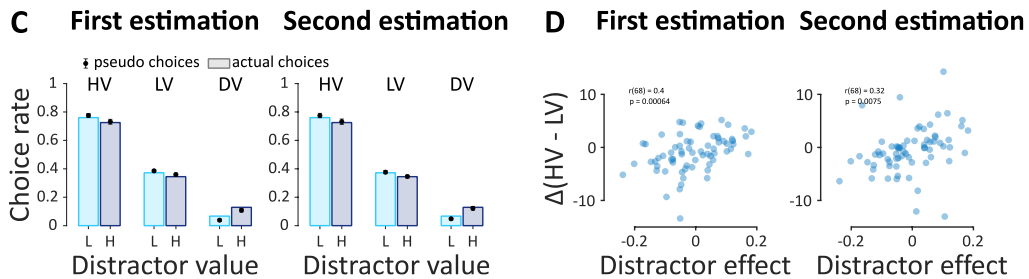 C First estimation Second estimation
pseudo choices actual choices
HV LV DV HV LV DV
Choice rate
1
0.8
0.6
0.4
0.2
0
L H L H L H
Distractor value
1
0.8
0.6
0.4
0.2
0
L H L H L H
Distractor value
D First estimation Second estimation
Δ(HV - LV)
r(68) = 0.4
p = 0.00064
10
0
-10
-0.2 0 0.2
Distractor effect
r(68) = 0.32
p = 0.0075
10
0
-10
-0.2 0 0.2
Distractor effect